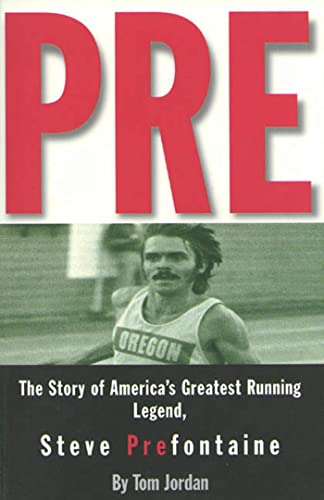 PRE
OREGON
The Story of America's Greatest Running
Legend,
Steve Prefontaine
By Tom Jordan